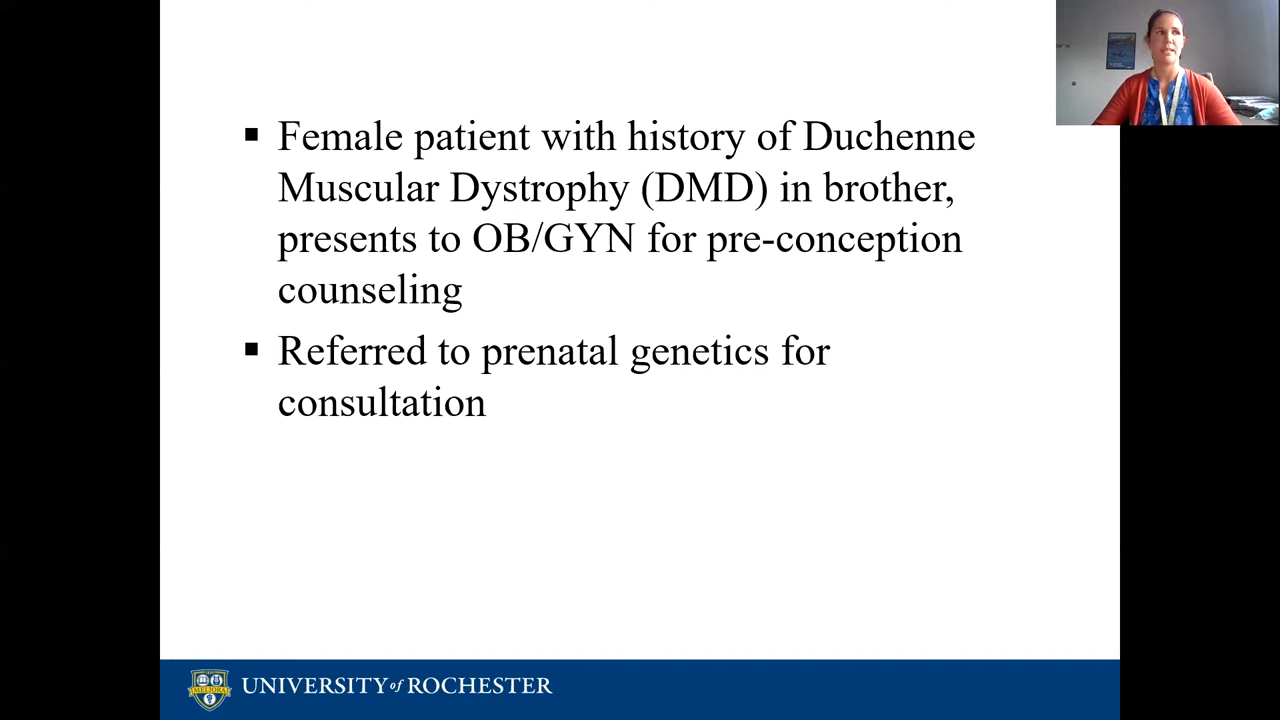 ▪ Female patient with history of Duchenne
Muscular Dystrophy (DMD) in brother,
presents to OB/GYN for pre-conception
counseling
▪ Referred to prenatal genetics for
consultation
MELIORA
UNIVERSITY of ROCHESTER